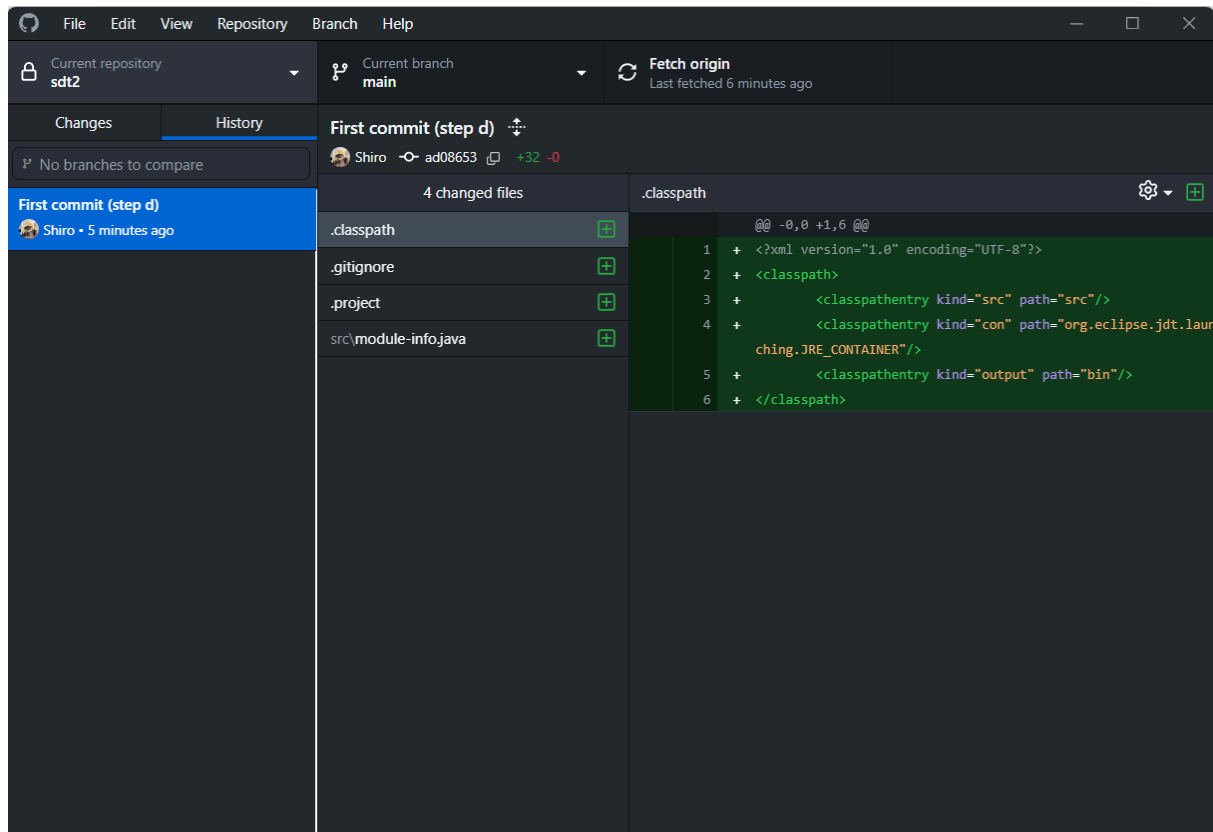 File Edit View Repository Branch Help
Current repository
sdt2
Current branch
main
Fetch origin
Last fetched 6 minutes ago
Changes History
No branches to compare
First commit (step d)
Shiro • 5 minutes ago
First commit (step d)
Shiro ad08653 +32 -0
4 changed files
.classpath
.gitignore
.project
src\module-info.java
.classpath
@@ -0,0 +1,6 @@
1 + <?xml version="1.0" encoding="UTF-8"?>
2 + <classpath>
3 + <classpathentry kind="src" path="src"/>
4 + <classpathentry kind="con" path="org.eclipse.jdt.laun
ching.JRE_CONTAINER"/>
5 + <classpathentry kind="output" path="bin"/>
6 + </classpath>